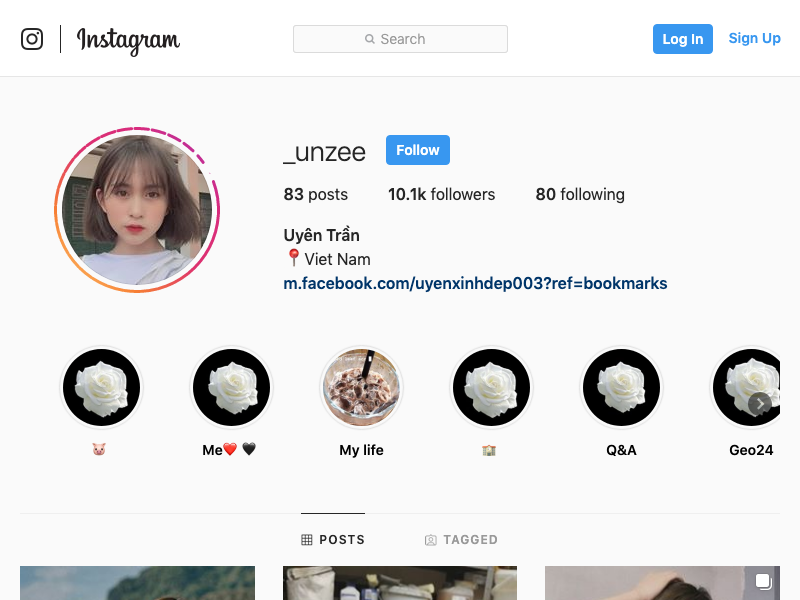 Instagram
Search
Log In
Sign Up
_unzee
Follow
83 posts
10.1k followers
80 following
Uyên Trần
📍Viet Nam
m.facebook.com/uyenxinhdep003?ref=bookmarks
🐷
Me❤️ 🖤
My life
🏫
Q&A
Geo24
POSTS
TAGGED